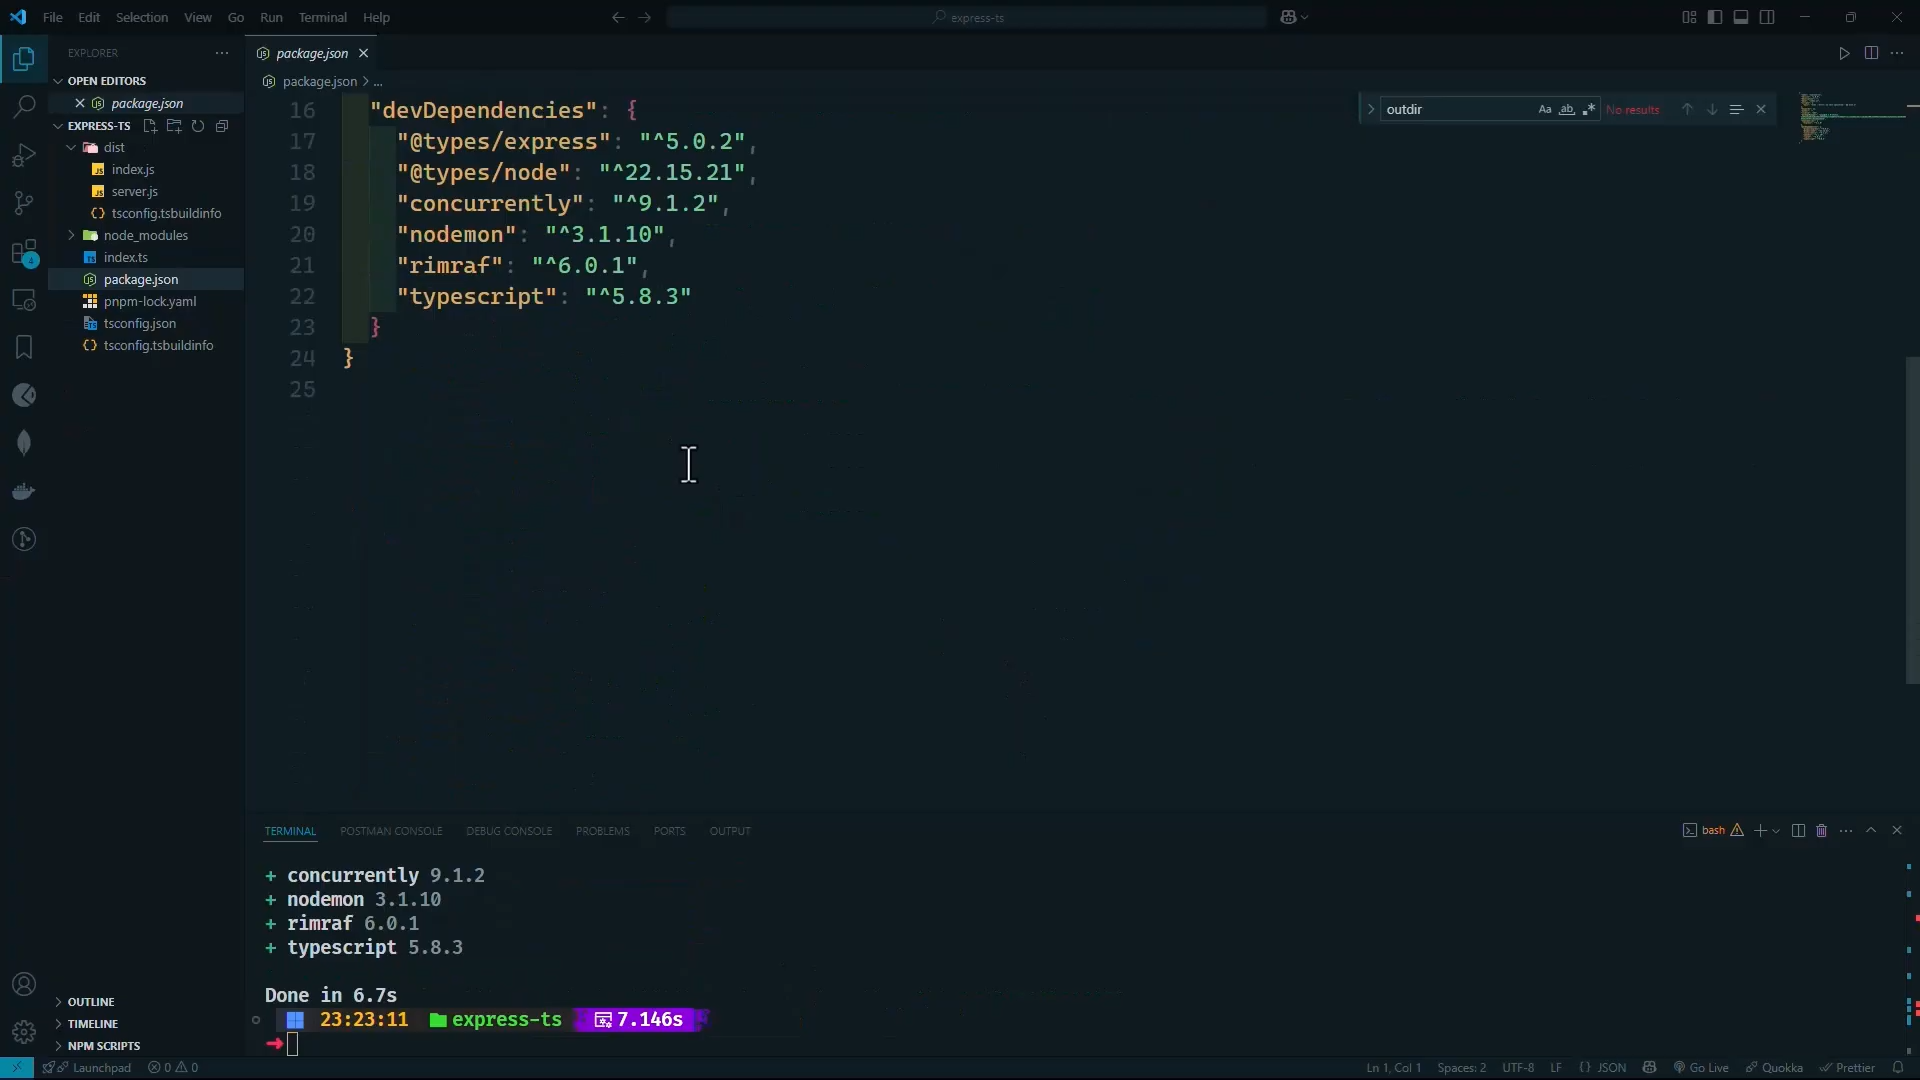 File Edit Selection View Go Run Terminal Help
express-ts
EXPLORER
OPEN EDITORS
package.json
EXPRESS-TS
dist
index.js
server.js
tsconfig.tsbuildinfo
node_modules
index.ts
package.json
pnpm-lock.yaml
tsconfig.json
tsconfig.tsbuildinfo
OUTLINE
TIMELINE
NPM SCRIPTS
package.json
package.json > ...
outdir Aa ab .* No results
16 "devDependencies": {
17 "@types/express": "^5.0.2",
18 "@types/node": "^22.15.21",
19 "concurrently": "^9.1.2",
20 "nodemon": "^3.1.10",
21 "rimraf": "^6.0.1",
22 "typescript": "^5.8.3"
23 }
24 }
25
TERMINAL POSTMAN CONSOLE DEBUG CONSOLE PROBLEMS PORTS OUTPUT
bash
+ concurrently 9.1.2
+ nodemon 3.1.10
+ rimraf 6.0.1
+ typescript 5.8.3
Done in 6.7s
23:23:11 express-ts 7.146s
4
Launchpad 0 0
Ln 1, Col 1 Spaces: 2 UTF-8 LF {} JSON Go Live Quokka Prettier